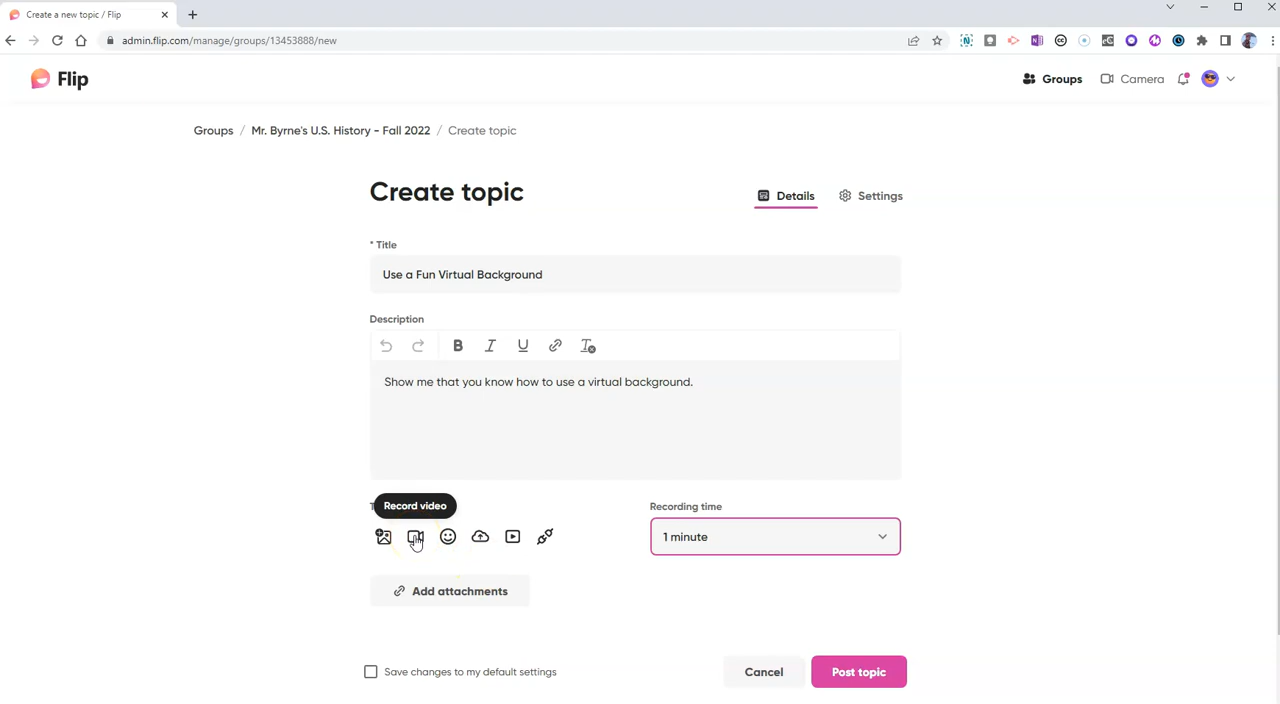 Create a new topic / Flip
admin.flip.com/manage/groups/13453888/new
Flip
Groups
Camera
Groups / Mr. Byrne's U.S. History - Fall 2022 / Create topic
Create topic
Details
Settings
* Title
Use a Fun Virtual Background
Description
B I U
Show me that you know how to use a virtual background.
Record video
Recording time
1 minute
Add attachments
Save changes to my default settings
Cancel
Post topic